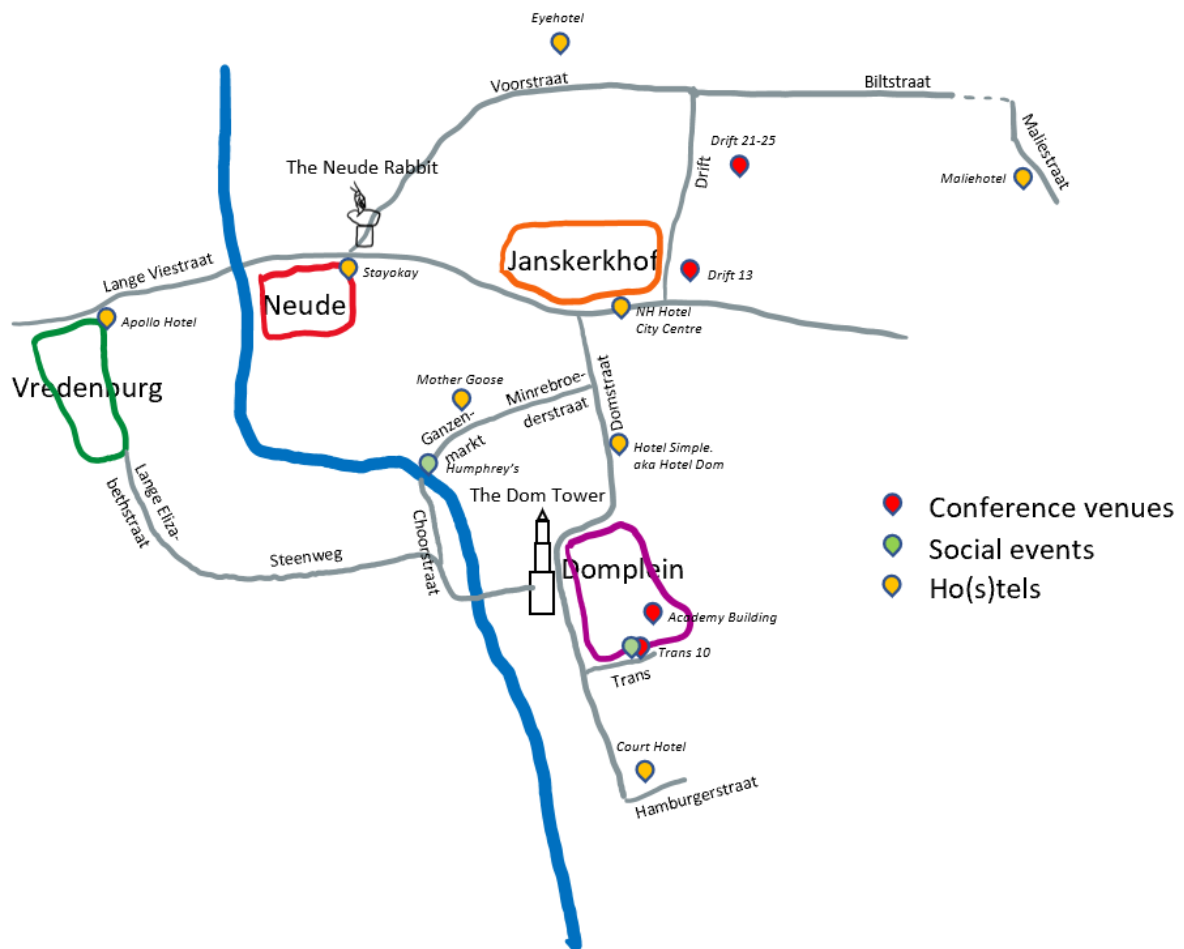 Eyehotel
Voorstraat
Biltstraat
Maliestraat
Drift 21-25
Drift
Maliehotel
The Neude Rabbit
Janskerkhof
Lange Viestraat
Stayokay
Drift 13
Neude
NH Hotel
City Centre
Apollo Hotel
Vredenburg
Mother Goose
Minrebroe-
derstraat
Domstraat
Ganzen-
markt
Hotel Simple.
aka Hotel Dom
Humphrey's
Lange Eliza-
bethstraat
The Dom Tower
Choorstraat
Steenweg
Domplein
Academy Building
Trans 10
Trans
Court Hotel
Hamburgerstraat
Conference venues
Social events
Ho(s)tels